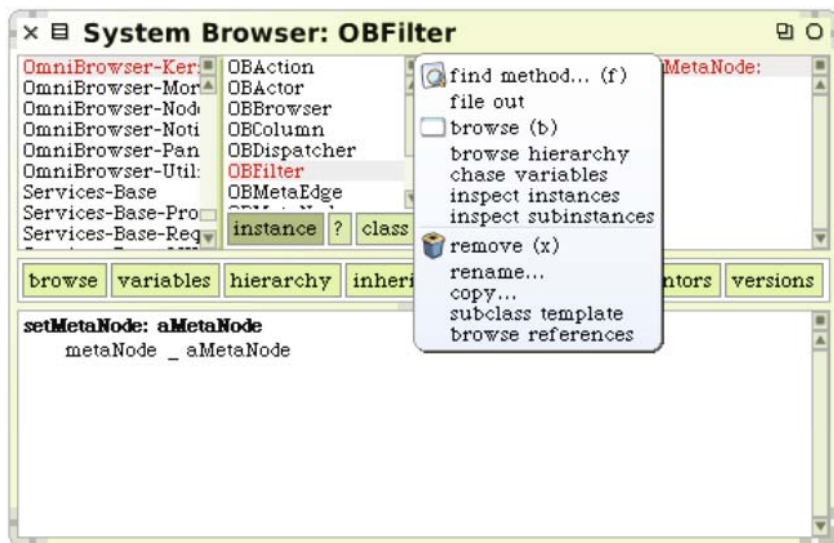 System Browser: OBFilter
OmniBrowser-Ker
OmniBrowser-Mor
OmniBrowser-Nod
OmniBrowser-Noti
OmniBrowser-Pan
OmniBrowser-Util
Services-Base
Services-Base-Pro
Services-Base-Req
OBAction
OBActor
OBBrowser
OBColumn
OBDispatcher
OBFilter
OBMetaEdge
instance ? class
MetaNode:
find method... (f)
file out
browse (b)
browse hierarchy
chase variables
inspect instances
inspect subinstances
remove (x)
rename...
copy...
subclass template
browse references
browse variables hierarchy inheri ntors versions
setMetaNode: aMetaNode
metaNode _ aMetaNode